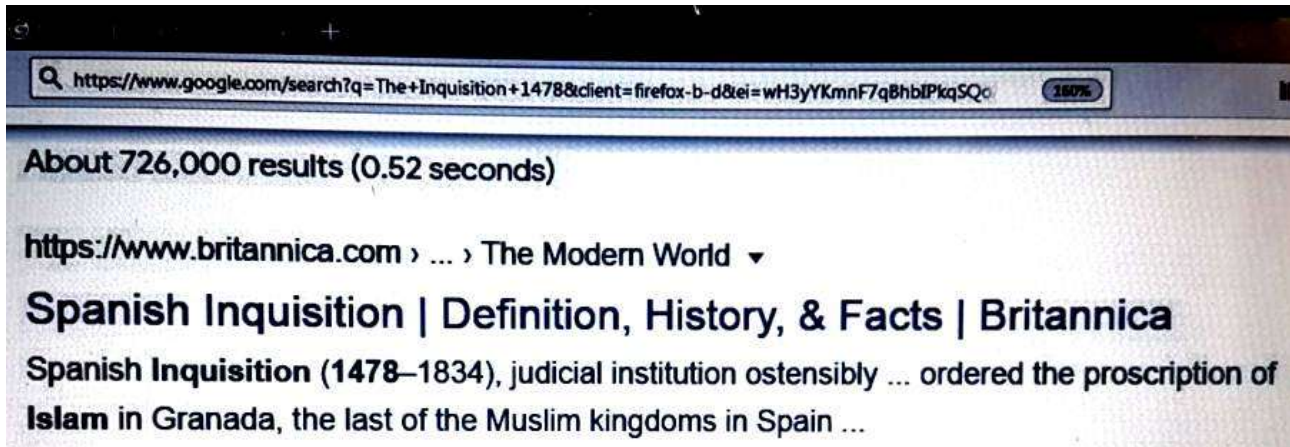 https://www.google.com/search?q=The+Inquisition+1478&client=firefox-b-d&ei=wH3yYKmnF7qBhbIPkqSQo 160%
About 726,000 results (0.52 seconds)
https://www.britannica.com › ... › The Modern World
Spanish Inquisition | Definition, History, & Facts | Britannica
Spanish Inquisition (1478–1834), judicial institution ostensibly ... ordered the proscription of
Islam in Granada, the last of the Muslim kingdoms in Spain ...